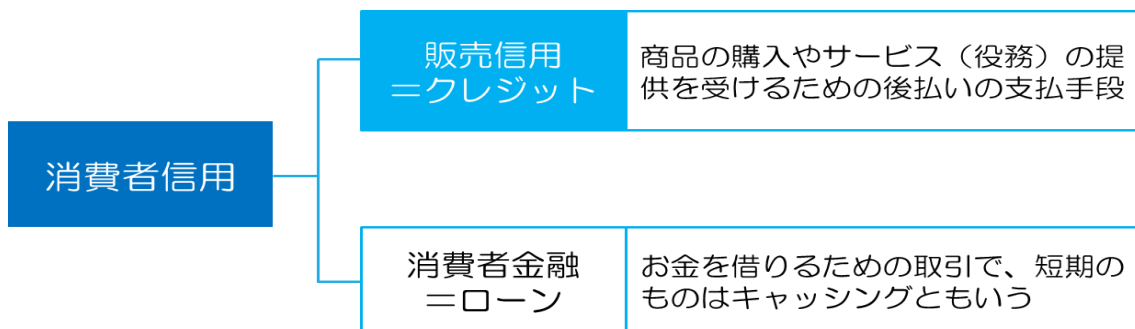 消費者信用
販売信用
＝クレジット
商品の購入やサービス（役務）の提
供を受けるための後払いの支払手段
消費者金融
＝ローン
お金を借りるための取引で、短期の
ものはキャッシングともいう